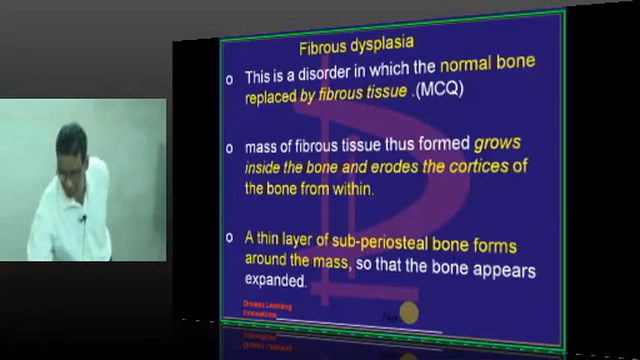 Fibrous dysplasia
o This is a disorder in which the normal bone
replaced by fibrous tissue .(MCQ)
o mass of fibrous tissue thus formed grows
inside the bone and erodes the cortices of
the bone from within.
o A thin layer of sub-periosteal bone forms
around the mass, so that the bone appears
expanded.
Learning
Innovations